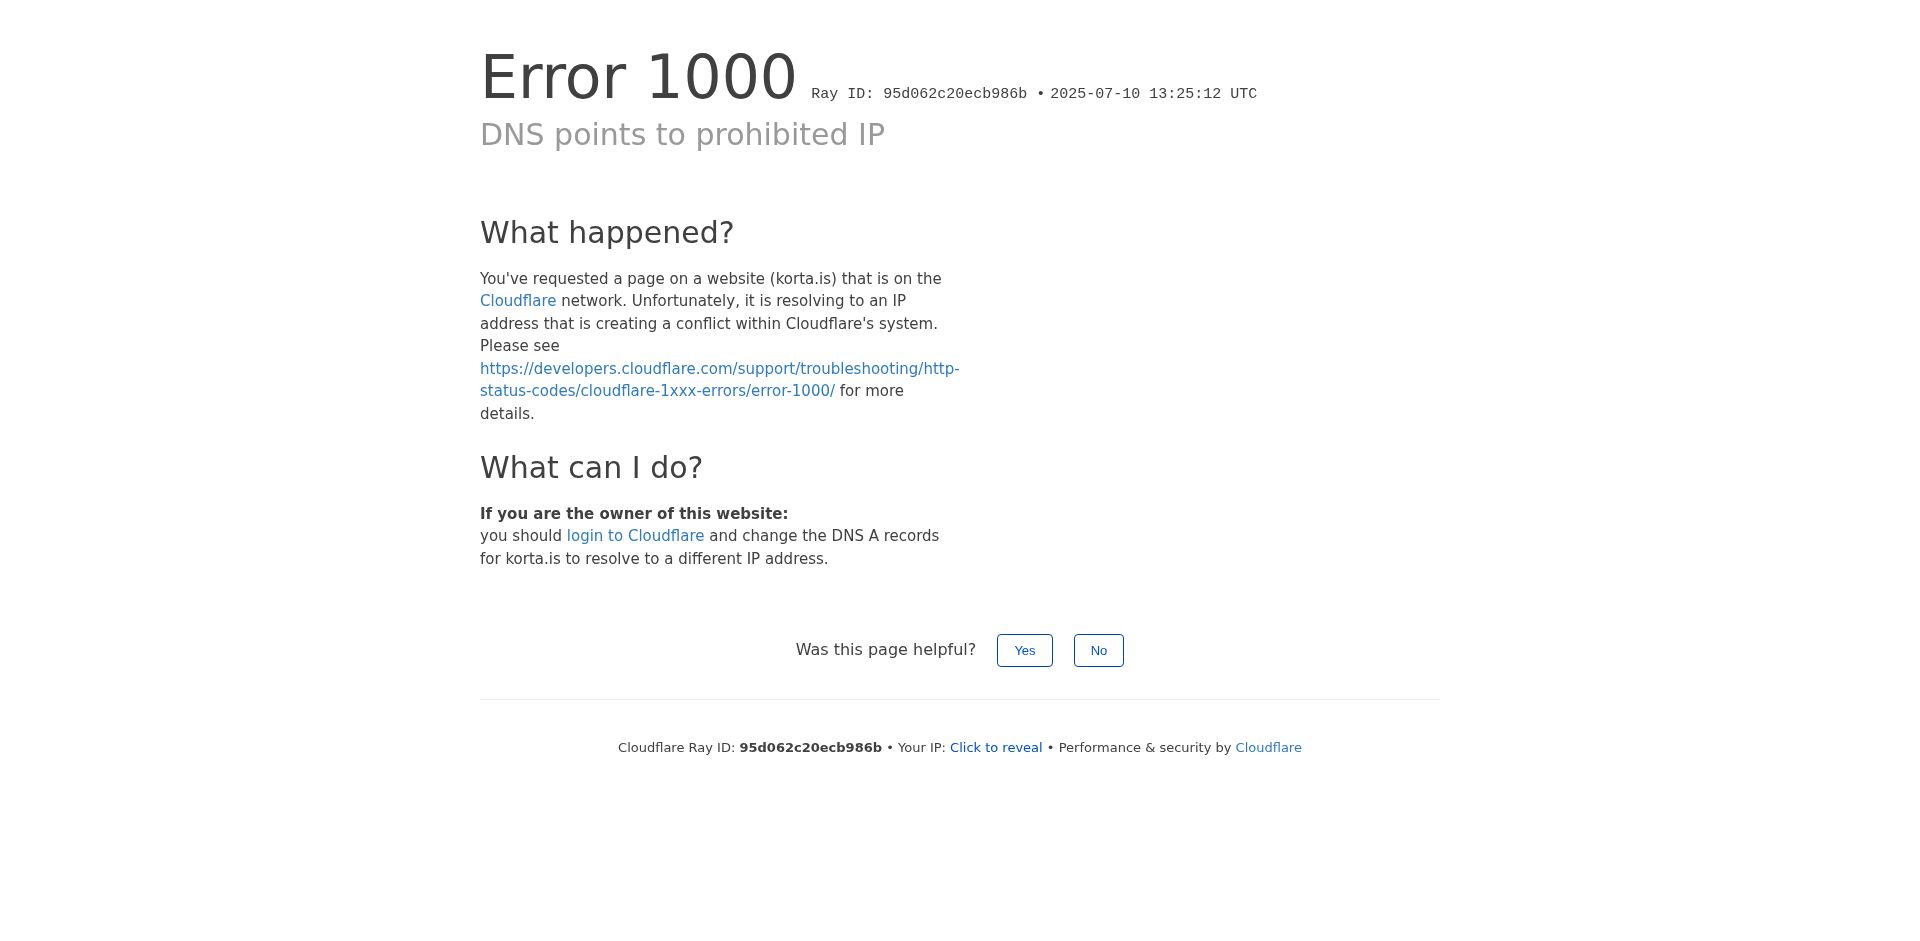 Error 1000 Ray ID: 95d062c20ecb986b • 2025-07-10 13:25:12 UTC
DNS points to prohibited IP
What happened?
You've requested a page on a website (korta.is) that is on the
Cloudflare network. Unfortunately, it is resolving to an IP
address that is creating a conflict within Cloudflare's system.
Please see
https://developers.cloudflare.com/support/troubleshooting/http-
status-codes/cloudflare-1xxx-errors/error-1000/ for more
details.
What can I do?
If you are the owner of this website:
you should login to Cloudflare and change the DNS A records
for korta.is to resolve to a different IP address.
Was this page helpful? Yes No
Cloudflare Ray ID: 95d062c20ecb986b • Your IP: Click to reveal • Performance & security by Cloudflare